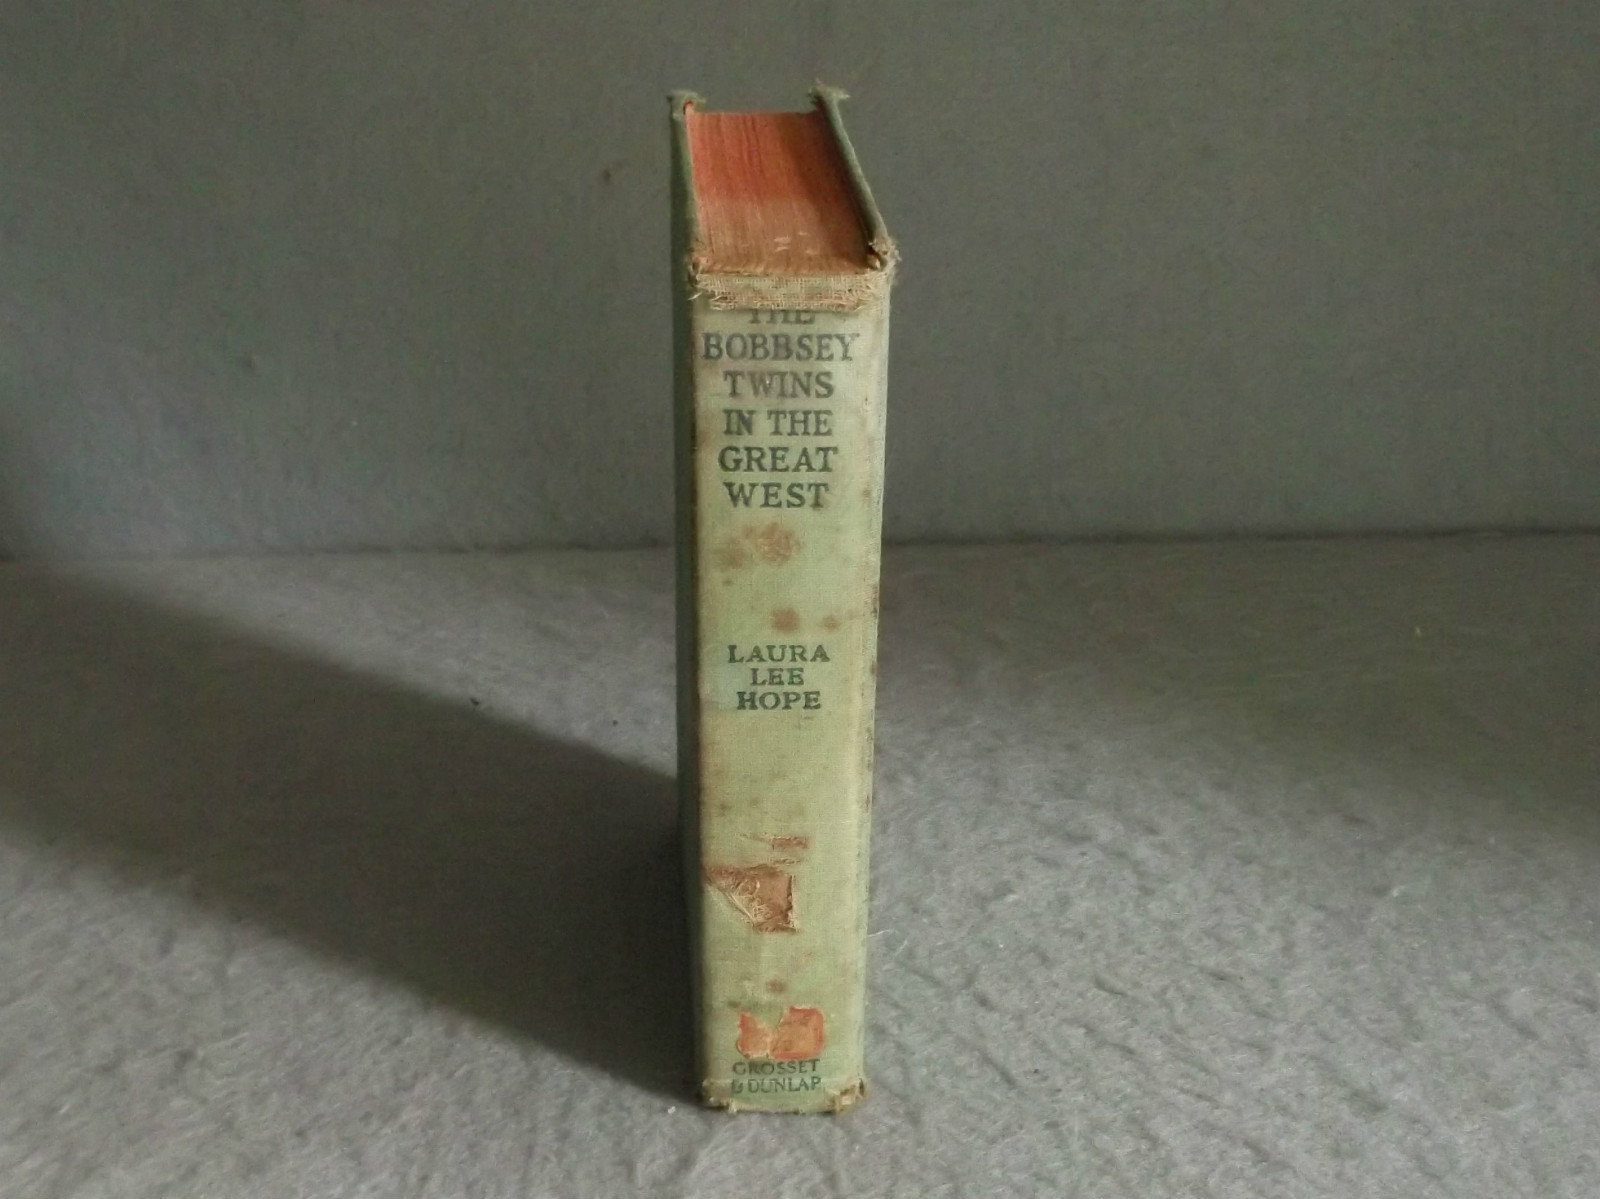 THE
BOBBSEY
TWINS
IN THE
GREAT
WEST
LAURA
LEE
HOPE
GROSSET
& DUNLAP